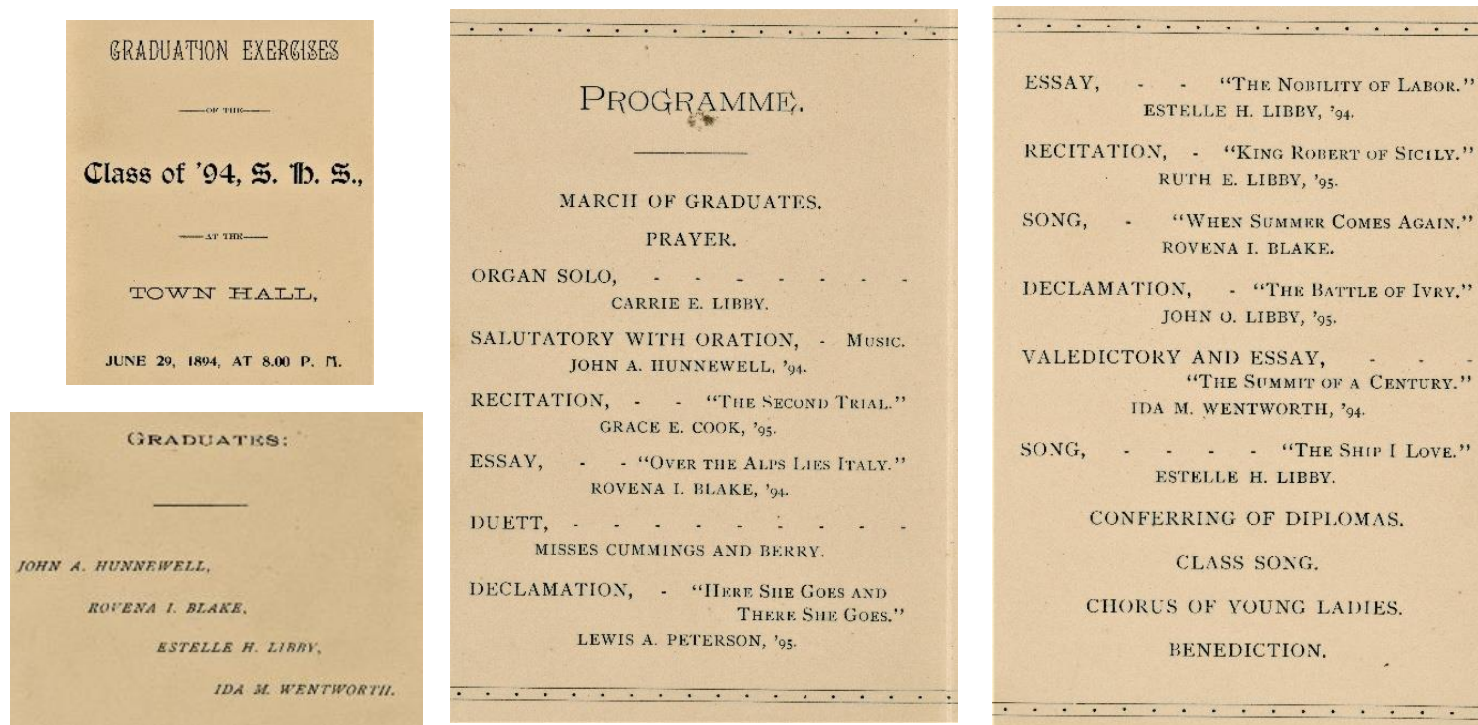 GRADUATION EXERCISES
OF THE
Class of '94, S. H. S.,
AT THE
TOWN HALL,
JUNE 29, 1894, AT 8.00 P. M.
GRADUATES:
JOHN A. HUNNEWELL,
ROVENA I. BLAKE,
ESTELLE H. LIBBY,
IDA M. WENTWORTH.
PROGRAMME.
MARCH OF GRADUATES.
PRAYER.
ORGAN SOLO, - - - - - - -
CARRIE E. LIBBY.
SALUTATORY WITH ORATION, - MUSIC.
JOHN A. HUNNEWELL, '94.
RECITATION, - - "THE SECOND TRIAL."
GRACE E. COOK, '95.
ESSAY, - - "OVER THE ALPS LIES ITALY."
ROVENA I. BLAKE, '94.
DUETT, - - - - - - - - -
MISSES CUMMINGS AND BERRY.
DECLAMATION, - "HERE SHE GOES AND
THERE SHE GOES."
LEWIS A. PETERSON, '95.
ESSAY, - - "THE NOBILITY OF LABOR."
ESTELLE H. LIBBY, '94.
RECITATION, - "KING ROBERT OF SICILY."
RUTH E. LIBBY, '95.
SONG, - "WHEN SUMMER COMES AGAIN."
ROVENA I. BLAKE.
DECLAMATION, - "THE BATTLE OF IVRY."
JOHN O. LIBBY, '95.
VALEDICTORY AND ESSAY, - - -
"THE SUMMIT OF A CENTURY."
IDA M. WENTWORTH, '94.
SONG, - - - - "THE SHIP I LOVE."
ESTELLE H. LIBBY.
CONFERRING OF DIPLOMAS.
CLASS SONG.
CHORUS OF YOUNG LADIES.
BENEDICTION.